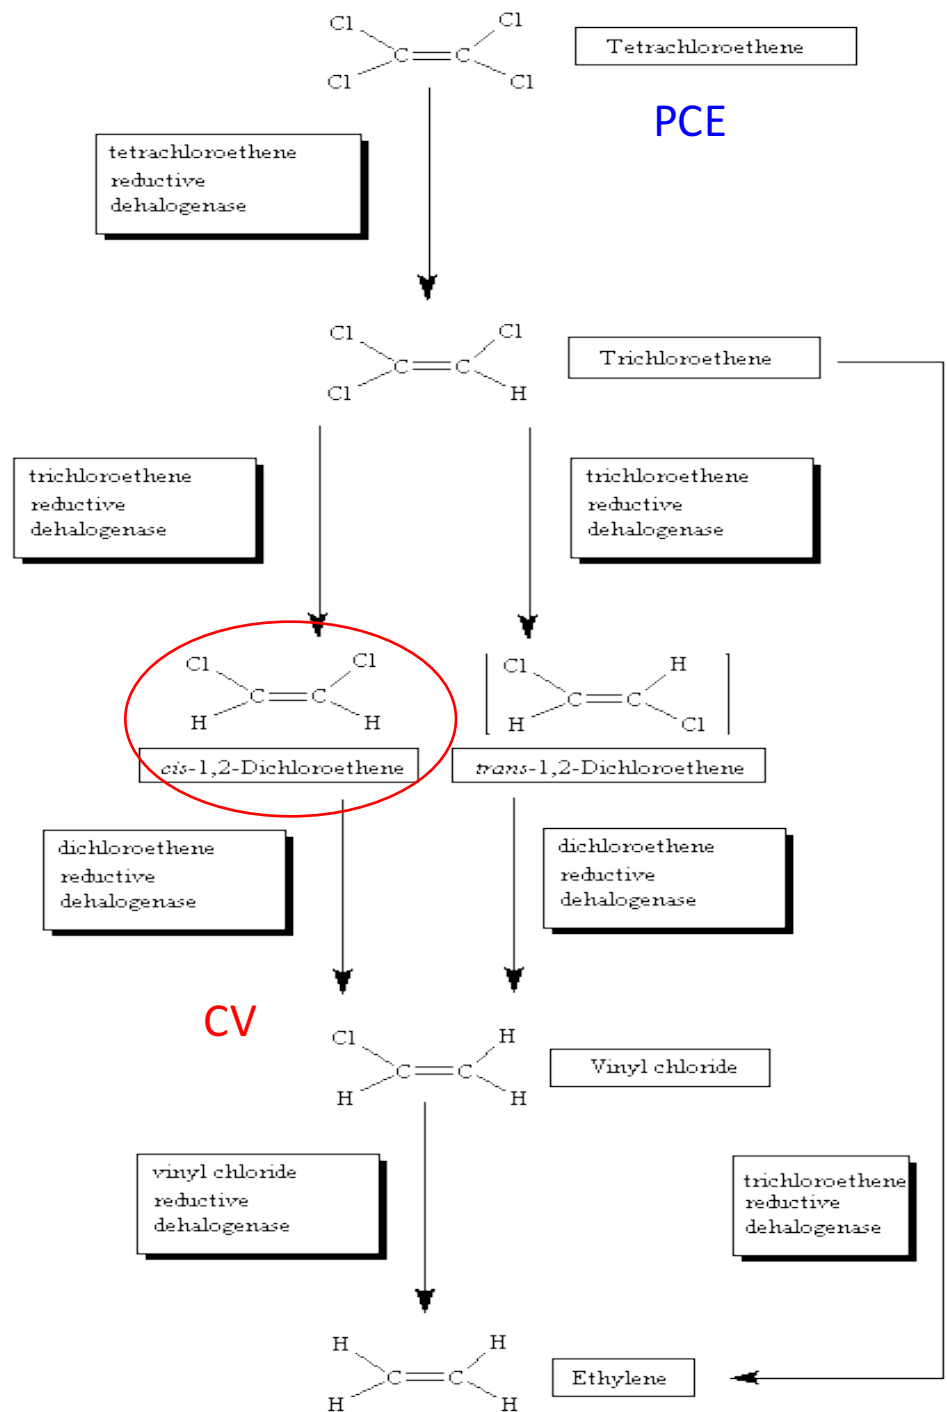 Cl Cl
C C
Cl Cl
Tetrachloroethene
PCE
tetrachloroethene
reductive
dehalogenase
Cl Cl
C C
Cl H
Trichloroethene
trichloroethene
reductive
dehalogenase
trichloroethene
reductive
dehalogenase
Cl Cl
C C
H H
cis-1,2-Dichloroethene
Cl H
C C
H Cl
trans-1,2-Dichloroethene
dichloroethene
reductive
dehalogenase
dichloroethene
reductive
dehalogenase
CV
Cl H
C C
H H
Vinyl chloride
vinyl chloride
reductive
dehalogenase
trichloroethene
reductive
dehalogenase
H H
C C
H H
Ethylene